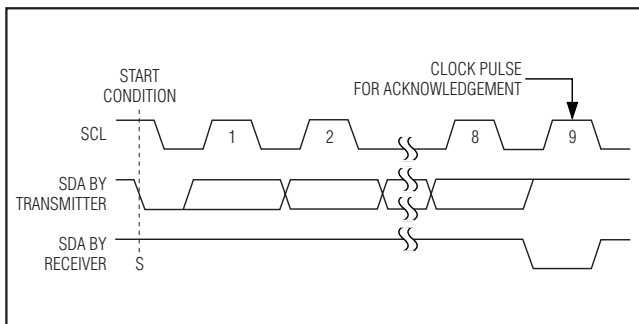 START
CONDITION
CLOCK PULSE
FOR ACKNOWLEDGEMENT
SCL
1
2
8
9
SDA BY
TRANSMITTER
SDA BY
RECEIVER
S